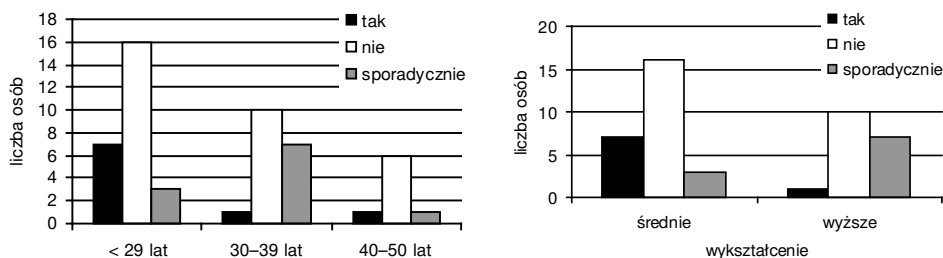 18
16
14
12
10
8
6
4
2
0
liczba osób
tak
nie
sporadycznie
< 29 lat
30–39 lat
40–50 lat
20
15
10
5
0
liczba osób
tak
nie
sporadycznie
średnie
wyższe
wykształcenie